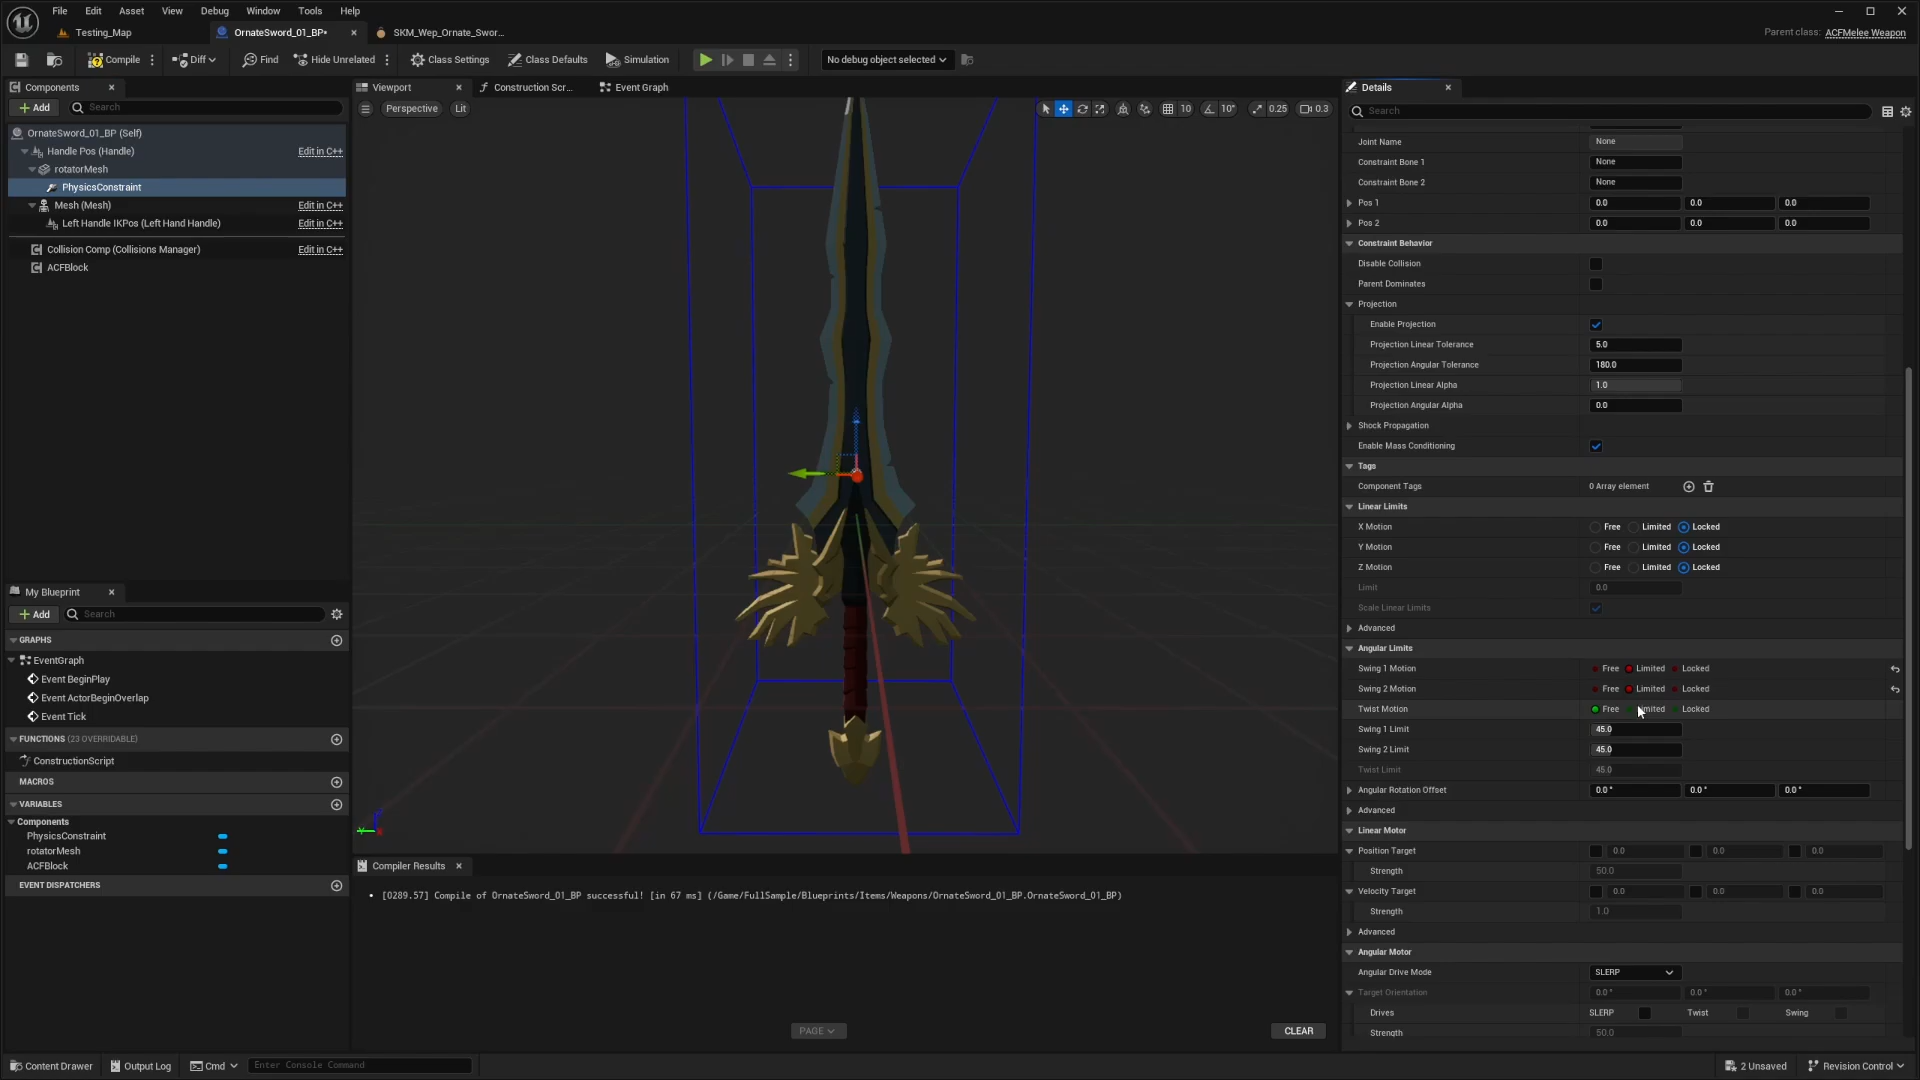 File Edit Asset View Debug Window Tools Help
Testing_Map
OrnateSword_01_BP•
SKM_Wep_Ornate_Swor...
Parent class: ACFMelee Weapon
Compile
Diff
Find
Hide Unrelated
Class Settings
Class Defaults
Simulation
No debug object selected
Components
Add
Search
OrnateSword_01_BP (Self)
Handle Pos (Handle) Edit in C++
rotatorMesh
PhysicsConstraint
Mesh (Mesh) Edit in C++
Left Handle IKPos (Left Hand Handle) Edit in C++
Collision Comp (Collisions Manager) Edit in C++
ACFBlock
My Blueprint
Add
Search
GRAPHS
EventGraph
Event BeginPlay
Event ActorBeginOverlap
Event Tick
FUNCTIONS (23 OVERRIDABLE)
ConstructionScript
MACROS
VARIABLES
Components
PhysicsConstraint
rotatorMesh
ACFBlock
EVENT DISPATCHERS
Viewport
Construction Scr...
Event Graph
Perspective
Lit
10
10°
0.25
0.3
Compiler Results
[0289.57] Compile of OrnateSword_01_BP successful! [in 67 ms] (/Game/FullSample/Blueprints/Items/Weapons/OrnateSword_01_BP.OrnateSword_01_BP)
PAGE
CLEAR
Details
Search
Joint Name None
Constraint Bone 1 None
Constraint Bone 2 None
Pos 1 0.0 0.0 0.0
Pos 2 0.0 0.0 0.0
Constraint Behavior
Disable Collision
Parent Dominates
Projection
Enable Projection
Projection Linear Tolerance 5.0
Projection Angular Tolerance 180.0
Projection Linear Alpha 1.0
Projection Angular Alpha 0.0
Shock Propagation
Enable Mass Conditioning
Tags
Component Tags 0 Array element
Linear Limits
X Motion Free Limited Locked
Y Motion Free Limited Locked
Z Motion Free Limited Locked
Limit 0.0
Scale Linear Limits
Advanced
Angular Limits
Swing 1 Motion Free Limited Locked
Swing 2 Motion Free Limited Locked
Twist Motion Free Limited Locked
Swing 1 Limit 45.0
Swing 2 Limit 45.0
Twist Limit 45.0
Angular Rotation Offset 0.0 ° 0.0 ° 0.0 °
Advanced
Linear Motor
Position Target 0.0 0.0 0.0
Strength 50.0
Velocity Target 0.0 0.0 0.0
Strength 1.0
Advanced
Angular Motor
Angular Drive Mode SLERP
Target Orientation 0.0 ° 0.0 ° 0.0 °
Drives SLERP Twist Swing
Strength 50.0
Content Drawer
Output Log
Cmd
Enter Console Command
2 Unsaved
Revision Control